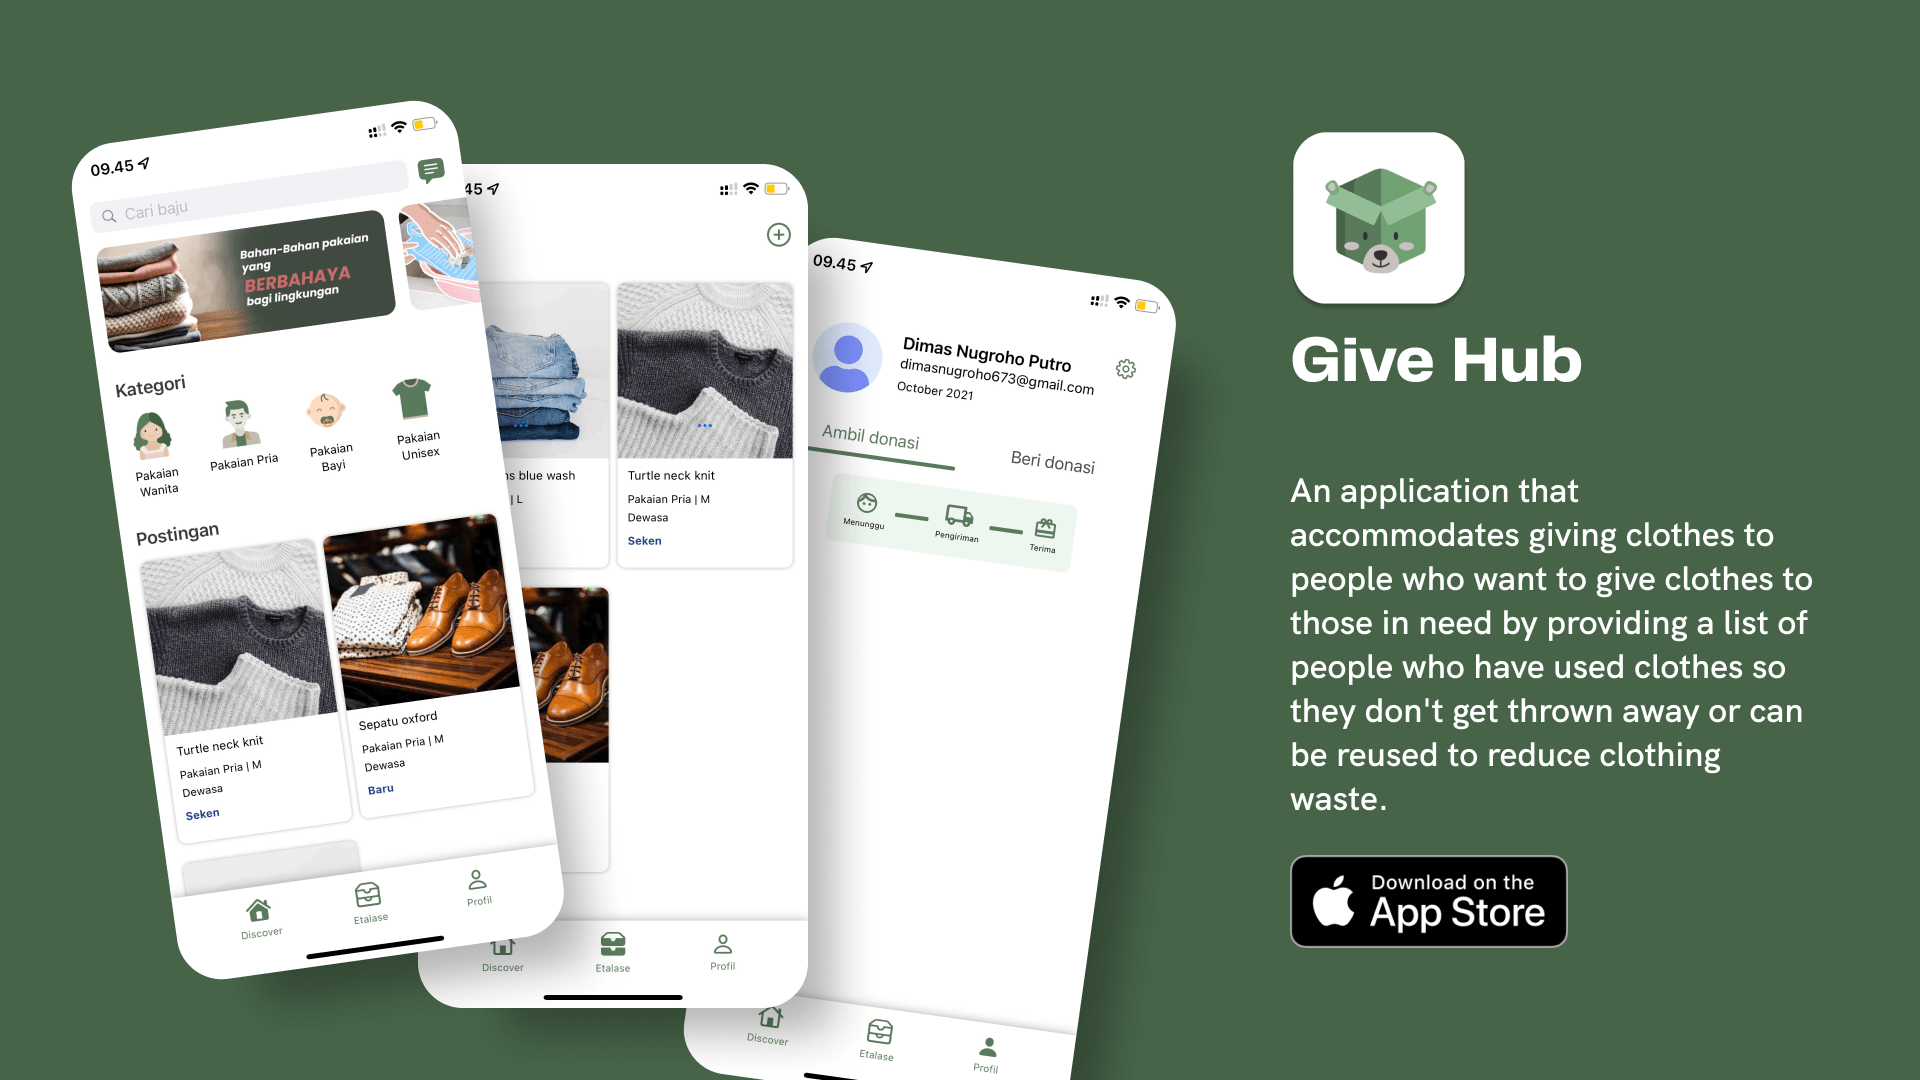 09.45
Cari baju
Bahan-Bahan pakaian
yang
BERBAHAYA
bagi lingkungan
Kategori
Pakaian
Wanita
Pakaian Pria
Pakaian
Bayi
Pakaian
Unisex
Postingan
Turtle neck knit
Pakaian Pria | M
Dewasa
Seken
Sepatu oxford
Pakaian Pria | M
Dewasa
Baru
Discover
Etalase
Profil
45
s blue wash
| L
Turtle neck knit
Pakaian Pria | M
Dewasa
Seken
Discover
Etalase
Profil
09.45
Dimas Nugroho Putro
dimasnugroho673@gmail.com
October 2021
Ambil donasi
Beri donasi
Menunggu
Pengiriman
Terima
Discover
Etalase
Profil
Give Hub
An application that
accommodates giving clothes to
people who want to give clothes to
those in need by providing a list of
people who have used clothes so
they don't get thrown away or can
be reused to reduce clothing
waste.
Download on the
App Store